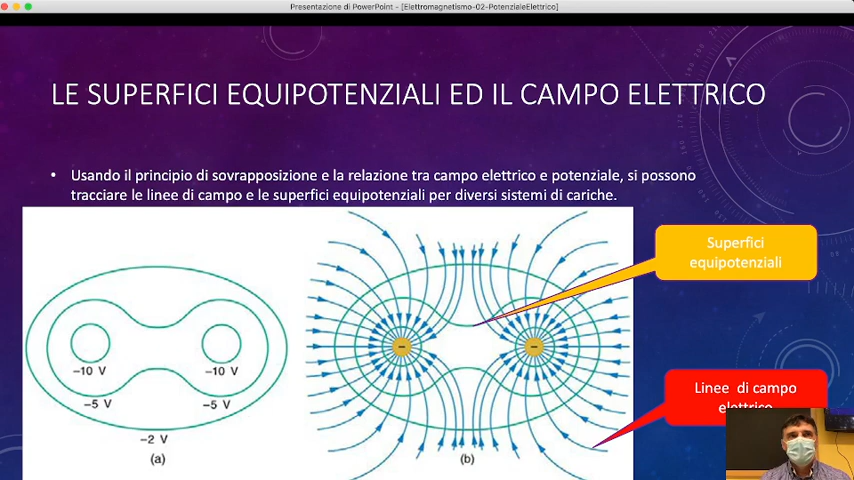 Presentazione di PowerPoint - [Elettromagnetismo-02-PotenzialeElettrico]
LE SUPERFICI EQUIPOTENZIALI ED IL CAMPO ELETTRICO
• Usando il principio di sovrapposizione e la relazione tra campo elettrico e potenziale, si possono
tracciare le linee di campo e le superfici equipotenziali per diversi sistemi di cariche.
Superfici
equipotenziali
−10 V −10 V
−5 V −5 V
−2 V
(a)
− −
(b)
Linee di campo
elettrico